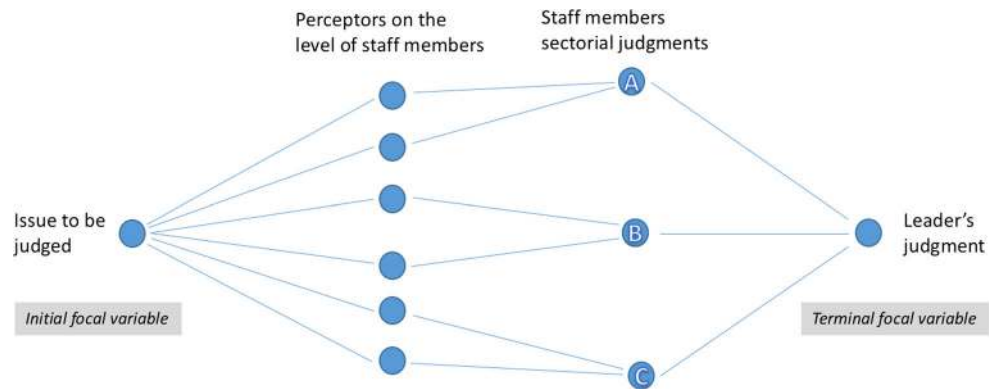 Perceptors on the
level of staff members
Staff members
sectorial judgments
A
Issue to be
judged
B
Leader's
judgment
Initial focal variable
Terminal focal variable
C